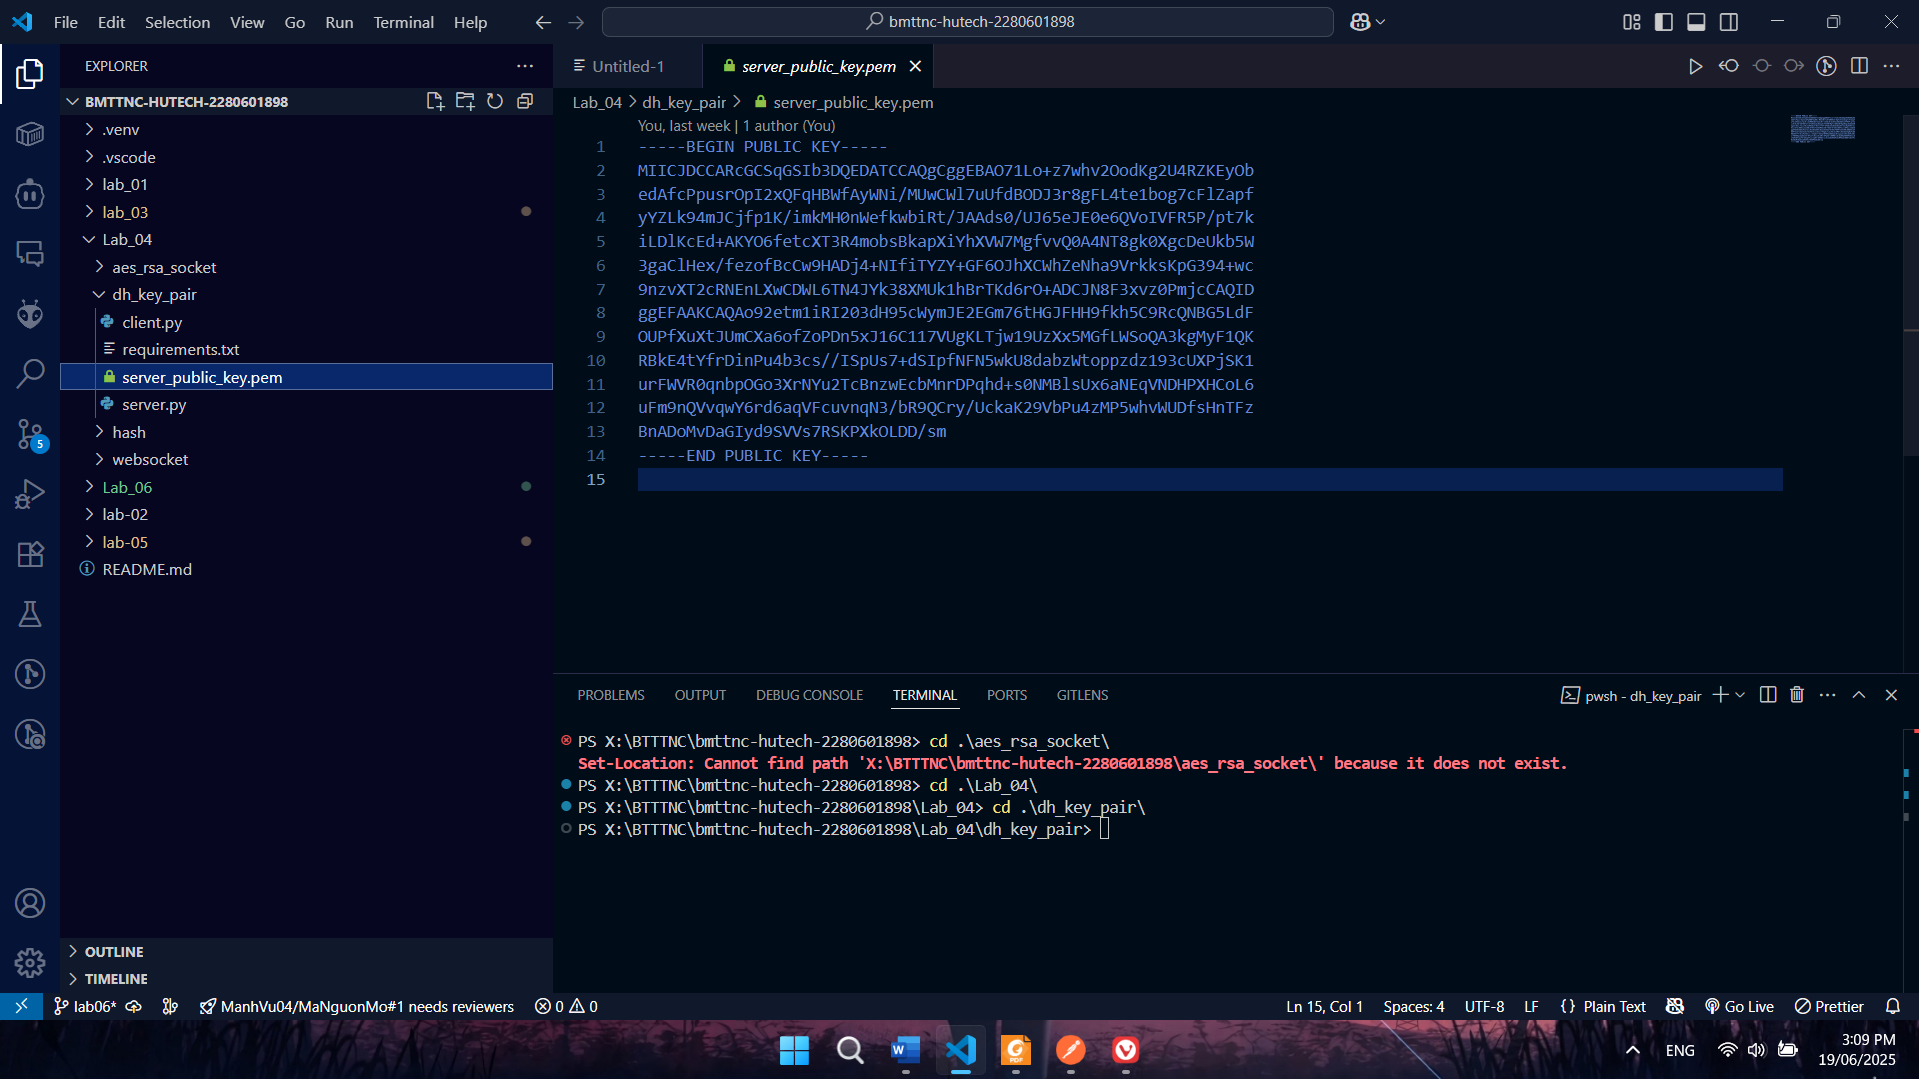 File Edit Selection View Go Run Terminal Help
bmttnc-hutech-2280601898
EXPLORER
BMTTNC-HUTECH-2280601898
.venv
.vscode
lab_01
lab_03
Lab_04
aes_rsa_socket
dh_key_pair
client.py
requirements.txt
server_public_key.pem
server.py
hash
websocket
Lab_06
lab-02
lab-05
README.md
5
OUTLINE
TIMELINE
Untitled-1
server_public_key.pem
Lab_04 > dh_key_pair > server_public_key.pem
You, last week | 1 author (You)
1 -----BEGIN PUBLIC KEY-----
2 MIICJDCCARcGCSqGSIb3DQEDATCCAQgCggEBAO71Lo+z7whv2OodKg2U4RZKEyOb
3 edAfcPpusrOpI2xQFqHBWfAyWNi/MUwCWl7uUfdBODJ3r8gFL4te1bog7cFlZapf
4 yYZLk94mJCjfp1K/imkMH0nWefkwbiRt/JAAds0/UJ65eJE0e6QVoIVFR5P/pt7k
5 iLDlKcEd+AKYO6fetcXT3R4mobsBkapXiYhXVW7MgfvvQ0A4NT8gk0XgcDeUkb5W
6 3gaClHex/fezofBcCw9HADj4+NIfiTYZY+GF6OJhXCWhZeNha9VrkksKpG394+wc
7 9nzvXT2cRNEnLXwCDWL6TN4JYk38XMUk1hBrTKd6rO+ADCJN8F3xvz0PmjcCAQID
8 ggEFAAKCAQAo92etm1iRI203dH95cWymJE2EGm76tHGJFHH9fkh5C9RcQNBG5LdF
9 OUPfXuXtJUmCXa6ofZoPDn5xJ16C117VUgKLTjw19UzXx5MGfLWSoQA3kgMyF1QK
10 RBkE4tYfrDinPu4b3cs//ISpUs7+dSIpfNFN5wkU8dabzWtoppzdz193cUXPjSK1
11 urFWVR0qnbpOGo3XrNYu2TcBnzwEcbMnrDPqhd+s0NMBlsUx6aNEqVNDHPXHCoL6
12 uFm9nQVvqwY6rd6aqVFcuvnqN3/bR9QCry/UckaK29VbPu4zMP5whvWUDfsHnTFz
13 BnADoMvDaGIyd9SVVs7RSKPXkOLDD/sm
14 -----END PUBLIC KEY-----
15
PROBLEMS OUTPUT DEBUG CONSOLE TERMINAL PORTS GITLENS
pwsh - dh_key_pair
PS X:\BTTTNC\bmttnc-hutech-2280601898> cd .\aes_rsa_socket\
Set-Location: Cannot find path 'X:\BTTTNC\bmttnc-hutech-2280601898\aes_rsa_socket\' because it does not exist.
PS X:\BTTTNC\bmttnc-hutech-2280601898> cd .\Lab_04\
PS X:\BTTTNC\bmttnc-hutech-2280601898\Lab_04> cd .\dh_key_pair\
PS X:\BTTTNC\bmttnc-hutech-2280601898\Lab_04\dh_key_pair>
lab06* ManhVu04/MaNguonMo#1 needs reviewers 0 0 Ln 15, Col 1 Spaces: 4 UTF-8 LF {} Plain Text Go Live Prettier
ENG
3:09 PM
19/06/2025